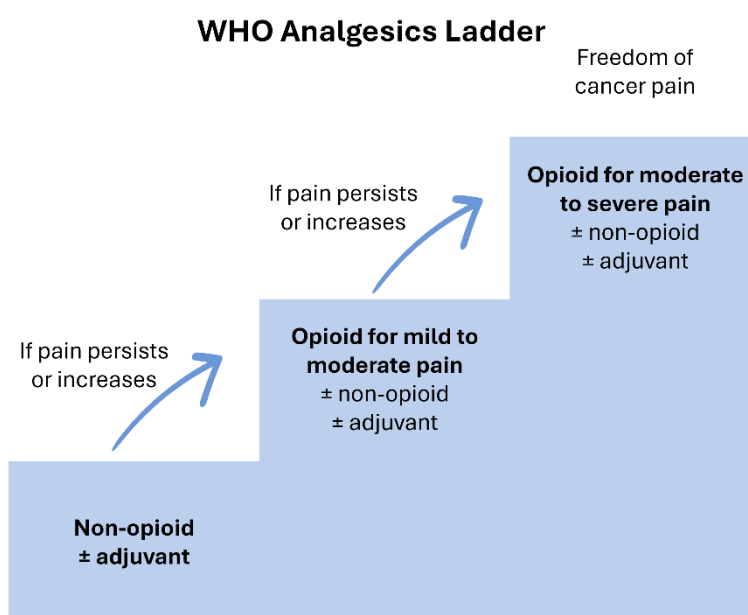 WHO Analgesics Ladder
Freedom of
cancer pain
Opioid for moderate
to severe pain
± non-opioid
± adjuvant
If pain persists
or increases
Opioid for mild to
moderate pain
± non-opioid
± adjuvant
If pain persists
or increases
Non-opioid
± adjuvant